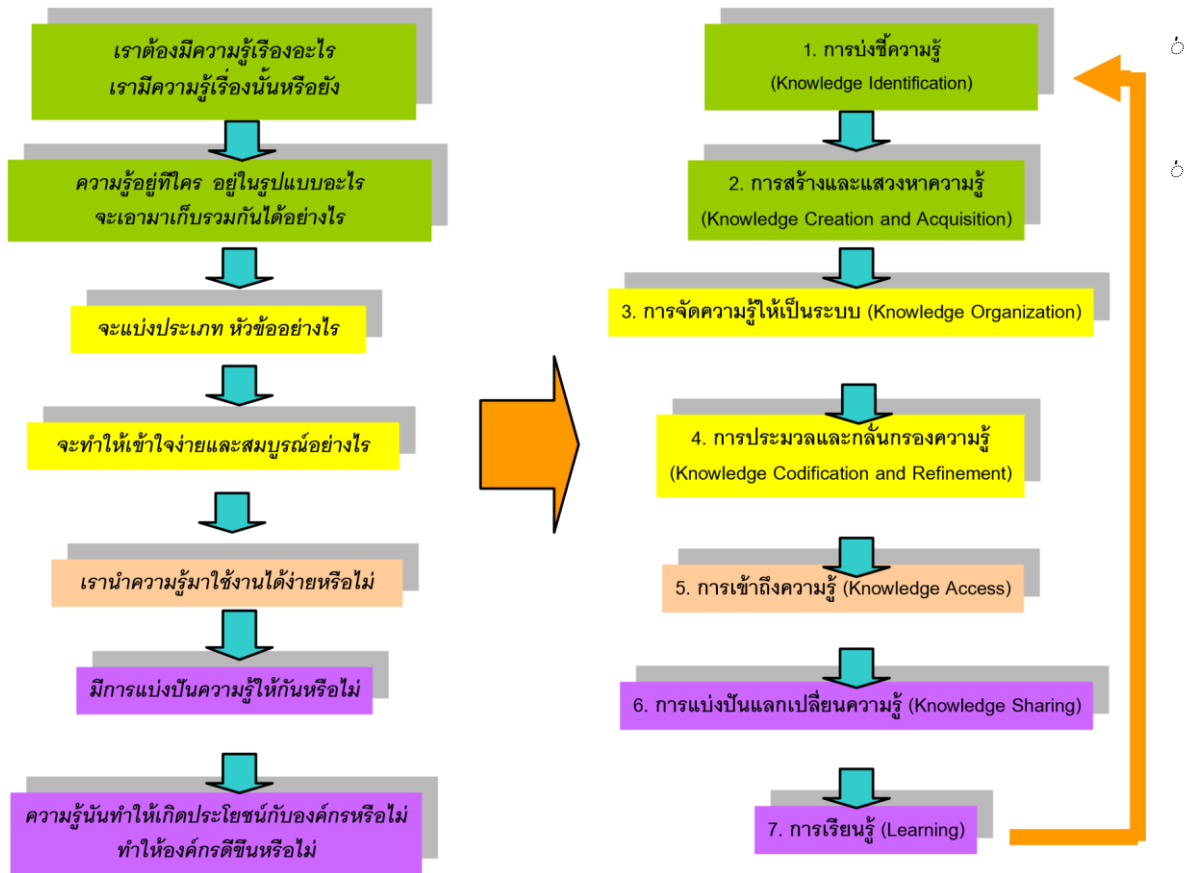 เราต้องมีความรู้เรืองอะไร
เรามีความรู้เรื่องนั้นหรือยัง
ความรู้อยู่ทีใคร อยู่ในรูปแบบอะไร
จะเอามาเก็บรวมกันได้อย่างไร
จะแบ่งประเภท หัวข้ออย่างไร
จะทำให้เข้าใจง่ายและสมบูรณ์อย่างไร
เรานำความรู้มาใช้งานได้ง่ายหรือไม่
มีการแบ่งปันความรู้ให้กันหรือไม่
ความรู้นันทำให้เกิดประโยชน์กับองค์กรหรือไม่
ทำให้องค์กรดีขึนหรือไม่
1. การบ่งชี้ความรู้
(Knowledge Identification)
2. การสร้างและแสวงหาความรู้
(Knowledge Creation and Acquisition)
3. การจัดความรู้ให้เป็นระบบ (Knowledge Organization)
4. การประมวลและกลั่นกรองความรู้
(Knowledge Codification and Refinement)
5. การเข้าถึงความรู้ (Knowledge Access)
6. การแบ่งปันแลกเปลี่ยนความรู้ (Knowledge Sharing)
7. การเรียนรู้ (Learning)
่
่